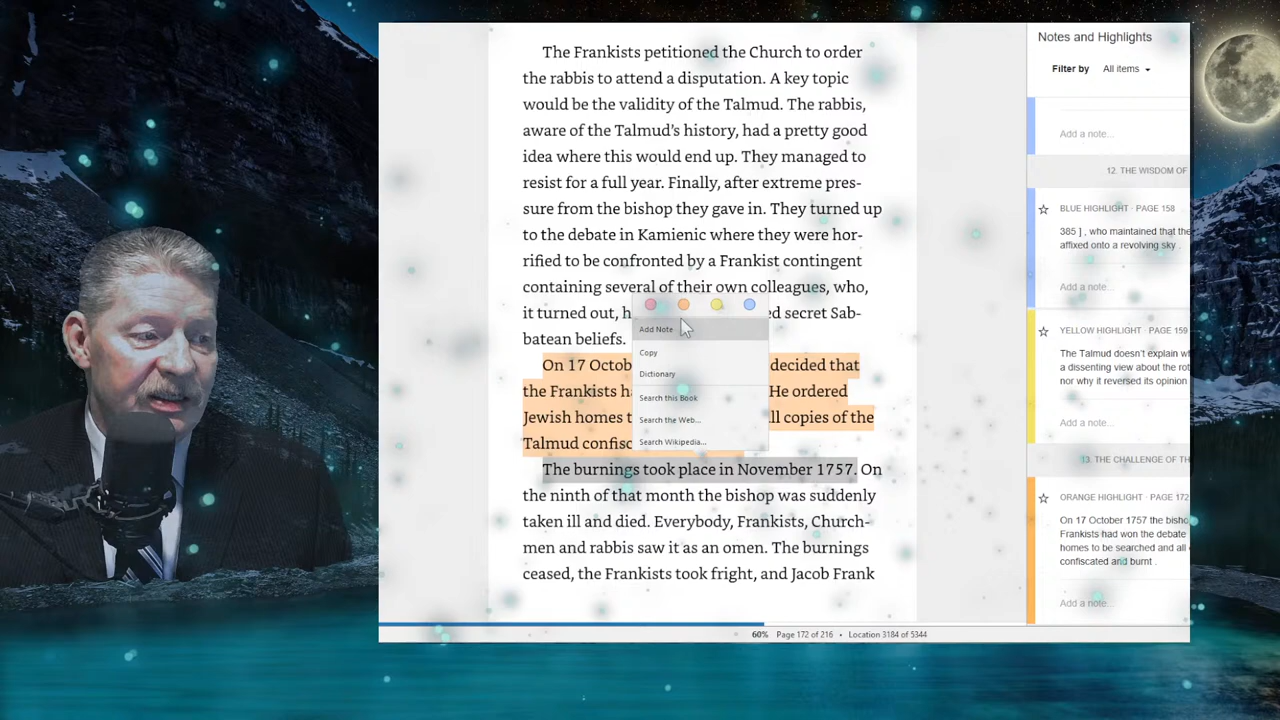 The Frankists petitioned the Church to order
the rabbis to attend a disputation. A key topic
would be the validity of the Talmud. The rabbis,
aware of the Talmud's history, had a pretty good
idea where this would end up. They managed to
resist for a full year. Finally, after extreme pres-
sure from the bishop they gave in. They turned up
to the debate in Kamienic where they were hor-
rified to be confronted by a Frankist contingent
containing several of their own colleagues, who,
it turned out, h ed secret Sab-
batean beliefs.
On 17 Octob decided that
the Frankists ha He ordered
Jewish homes t ll copies of the
Talmud confisc
The burnings took place in November 1757. On
the ninth of that month the bishop was suddenly
taken ill and died. Everybody, Frankists, Church-
men and rabbis saw it as an omen. The burnings
ceased, the Frankists took fright, and Jacob Frank
Add Note
Copy
Dictionary
Search this Book
Search the Web...
Search Wikipedia...
60% Page 172 of 216 • Location 3184 of 5344
Notes and Highlights
Filter by All items
Add a note...
12. THE WISDOM OF
BLUE HIGHLIGHT · PAGE 158
385 ] , who maintained that the
affixed onto a revolving sky .
Add a note...
YELLOW HIGHLIGHT · PAGE 159
The Talmud doesn't explain wh
a dissenting view about the rot
nor why it reversed its opinion
Add a note...
13. THE CHALLENGE OF TH
ORANGE HIGHLIGHT · PAGE 172
On 17 October 1757 the bisho
Frankists had won the debate
homes to be searched and all
confiscated and burnt .
Add a note...